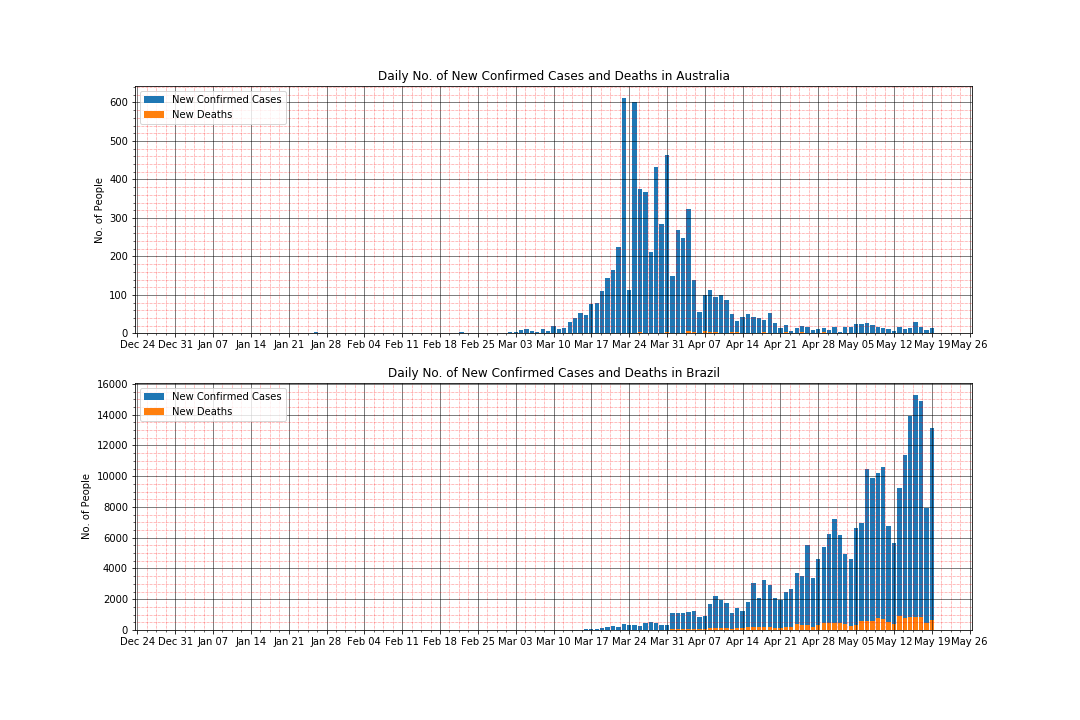 Daily No. of New Confirmed Cases and Deaths in Australia
New Confirmed Cases
New Deaths
No. of People
600
500
400
300
200
100
0
Dec 24 Dec 31 Jan 07 Jan 14 Jan 21 Jan 28 Feb 04 Feb 11 Feb 18 Feb 25 Mar 03 Mar 10 Mar 17 Mar 24 Mar 31 Apr 07 Apr 14 Apr 21 Apr 28 May 05 May 12 May 19 May 26
Daily No. of New Confirmed Cases and Deaths in Brazil
New Confirmed Cases
New Deaths
No. of People
16000
14000
12000
10000
8000
6000
4000
2000
0
Dec 24 Dec 31 Jan 07 Jan 14 Jan 21 Jan 28 Feb 04 Feb 11 Feb 18 Feb 25 Mar 03 Mar 10 Mar 17 Mar 24 Mar 31 Apr 07 Apr 14 Apr 21 Apr 28 May 05 May 12 May 19 May 26